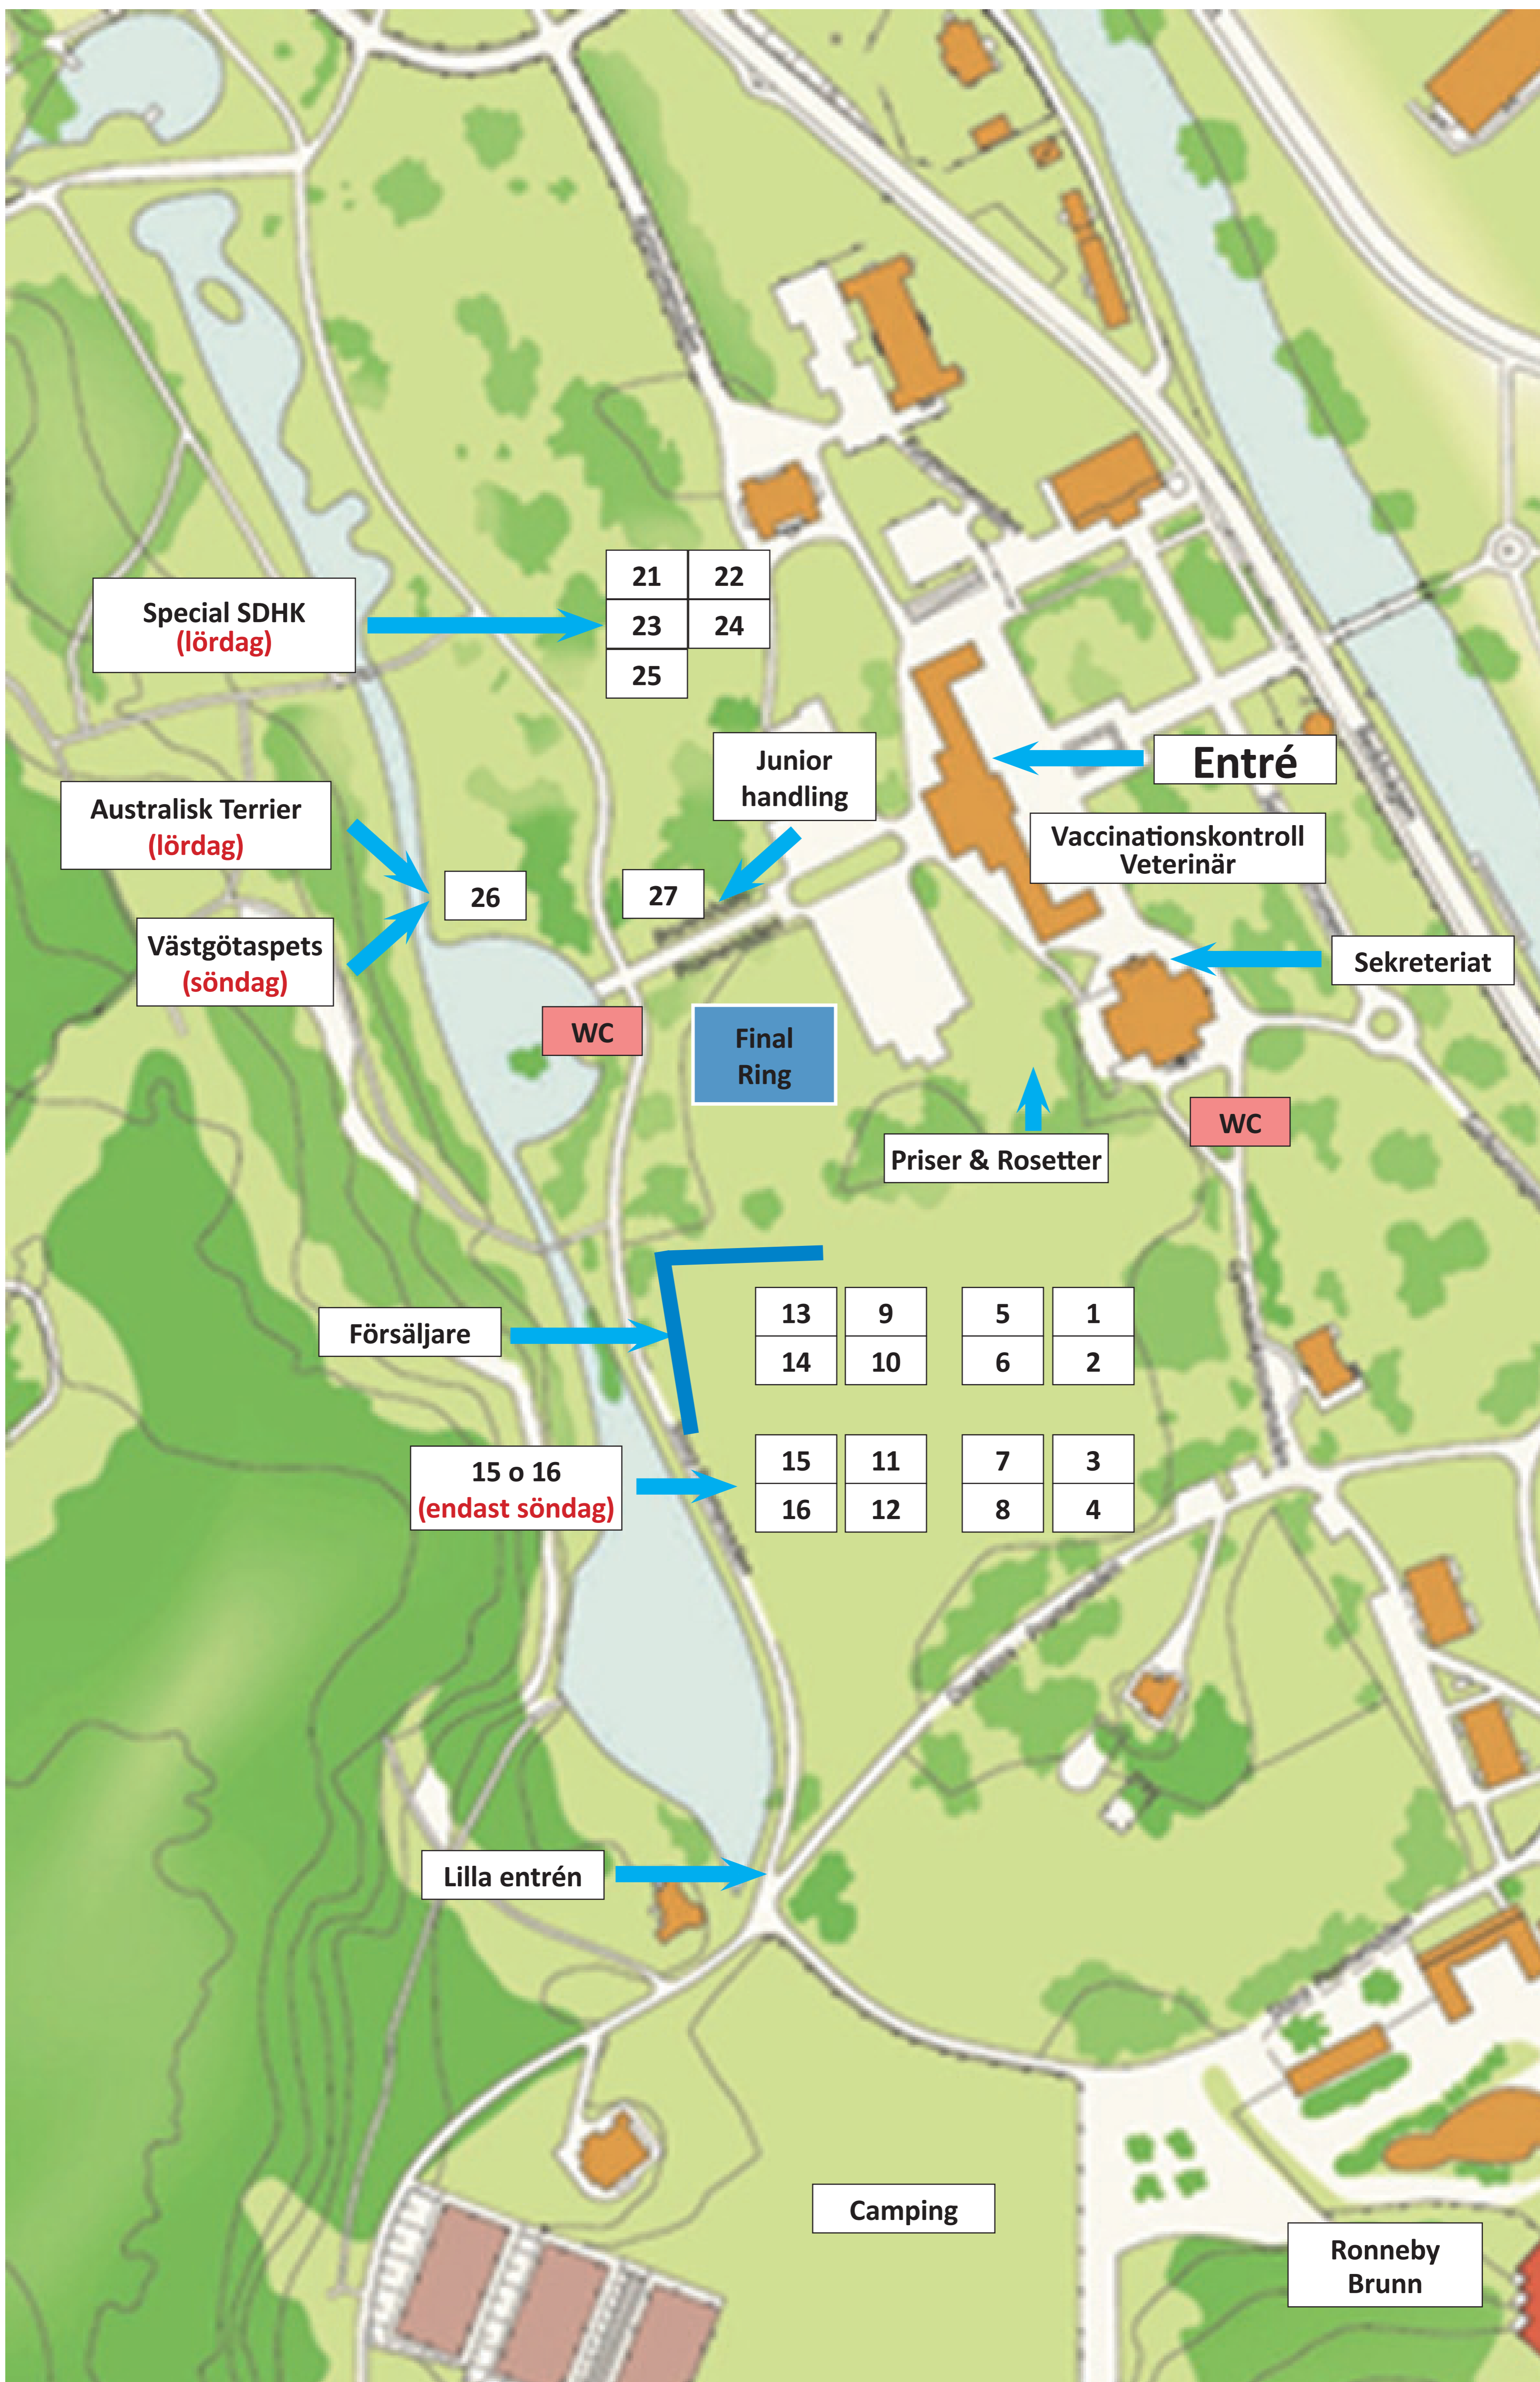 21 22
Special SDHK
(lördag)
23 24
25
Junior
handling
Entré
Australisk Terrier
(lördag)
Vaccinationskontroll
Veterinär
26
27
Västgötaspets
(söndag)
Sekreteriat
WC
Final
Ring
WC
Priser & Rosetter
13 9 5 1
Försäljare
14 10 6 2
15 o 16
(endast söndag)
15 11 7 3
16 12 8 4
Lilla entrén
Camping
Ronneby
Brunn